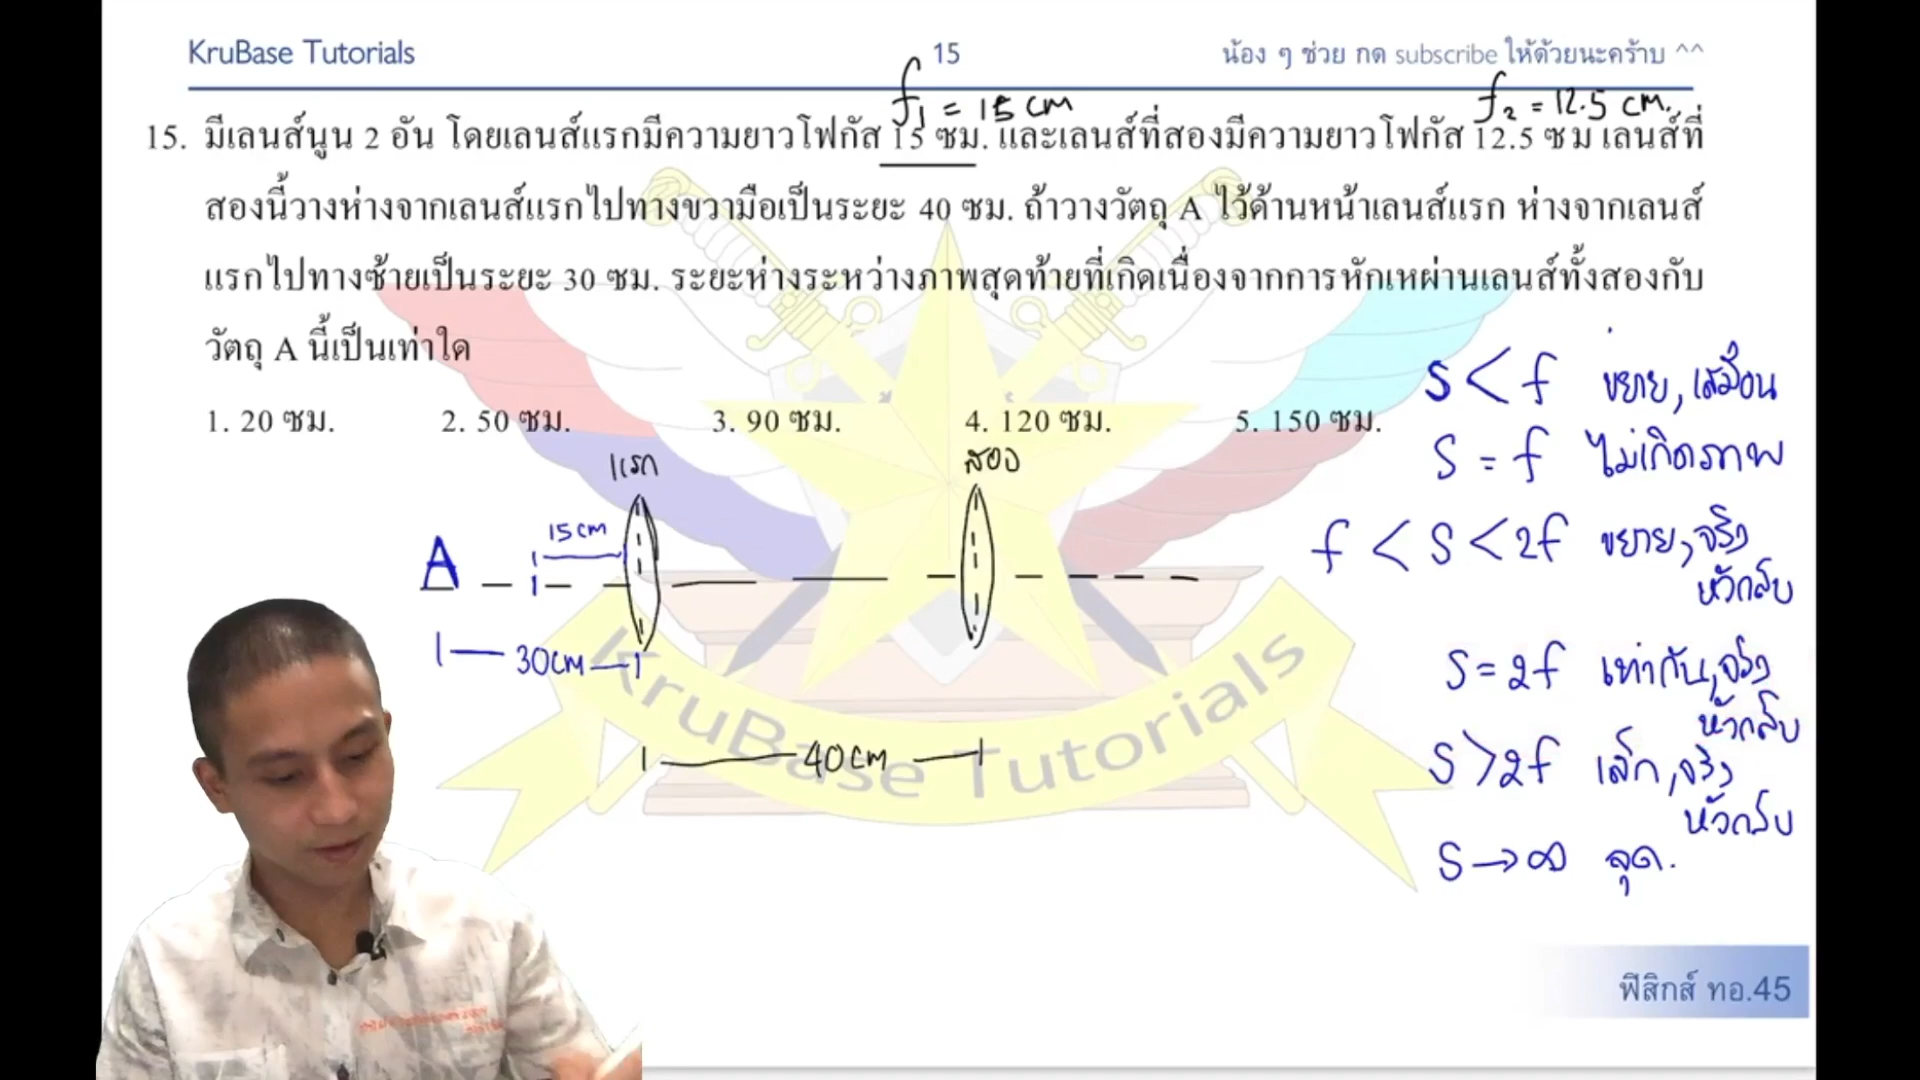 KruBase Tutorials 15 น้อง ๆ ช่วย กด subscribe ให้ด้วยนะคร้าบ ^^
f1 = 15 cm f2 = 12.5 cm.
15. มีเลนส์นูน 2 อัน โดยเลนส์แรกมีความยาวโฟกัส 15 ซม. และเลนส์ที่สองมีความยาวโฟกัส 12.5 ซม เลนส์ที่
สองนี้วางห่างจากเลนส์แรกไปทางขวามือเป็นระยะ 40 ซม. ถ้าวางวัตถุ A ไว้ด้านหน้าเลนส์แรก ห่างจากเลนส์
แรกไปทางซ้ายเป็นระยะ 30 ซม. ระยะห่างระหว่างภาพสุดท้ายที่เกิดเนื่องจากการหักเหผ่านเลนส์ทั้งสองกับ
วัตถุ A นี้เป็นเท่าใด
1. 20 ซม. 2. 50 ซม. 3. 90 ซม. 4. 120 ซม. 5. 150 ซม.
แรก สอง
15cm
A
30cm
40cm
S < f ขยาย, เสมือน
S = f ไม่เกิดภาพ
f < S < 2f ขยาย, จริง
หัวกลับ
S = 2f เท่ากัน, จริง
หัวกลับ
S > 2f เล็ก, จริง
หัวกลับ
S → ∞ จุด.
KruBase Tutorials
ฟิสิกส์ ทอ.45